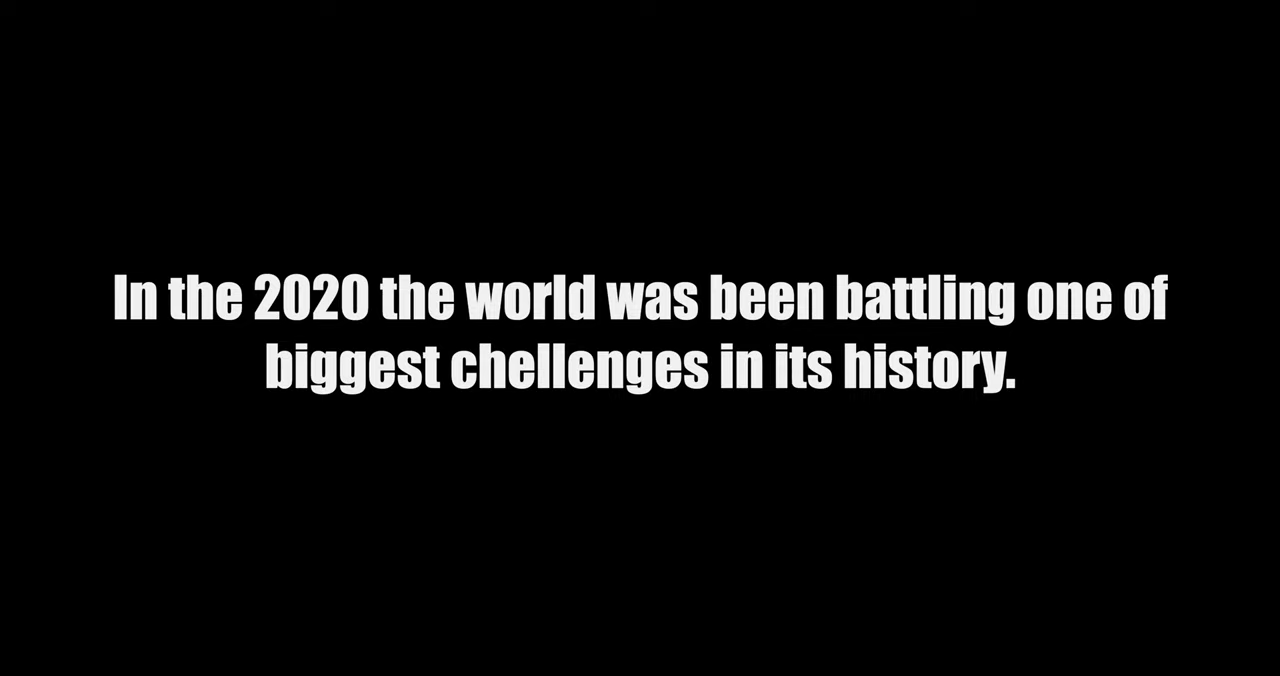 In the 2020 the world was been battling one of
biggest chellenges in its history.